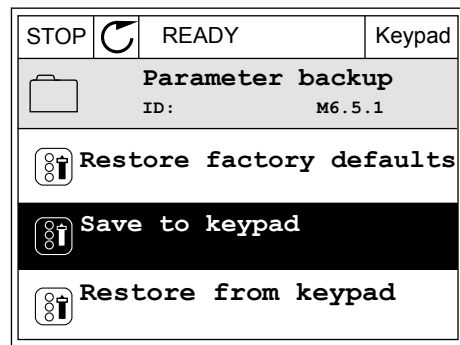 STOP READY Keypad
Parameter backup
ID: M6.5.1
Restore factory defaults
Save to keypad
Restore from keypad